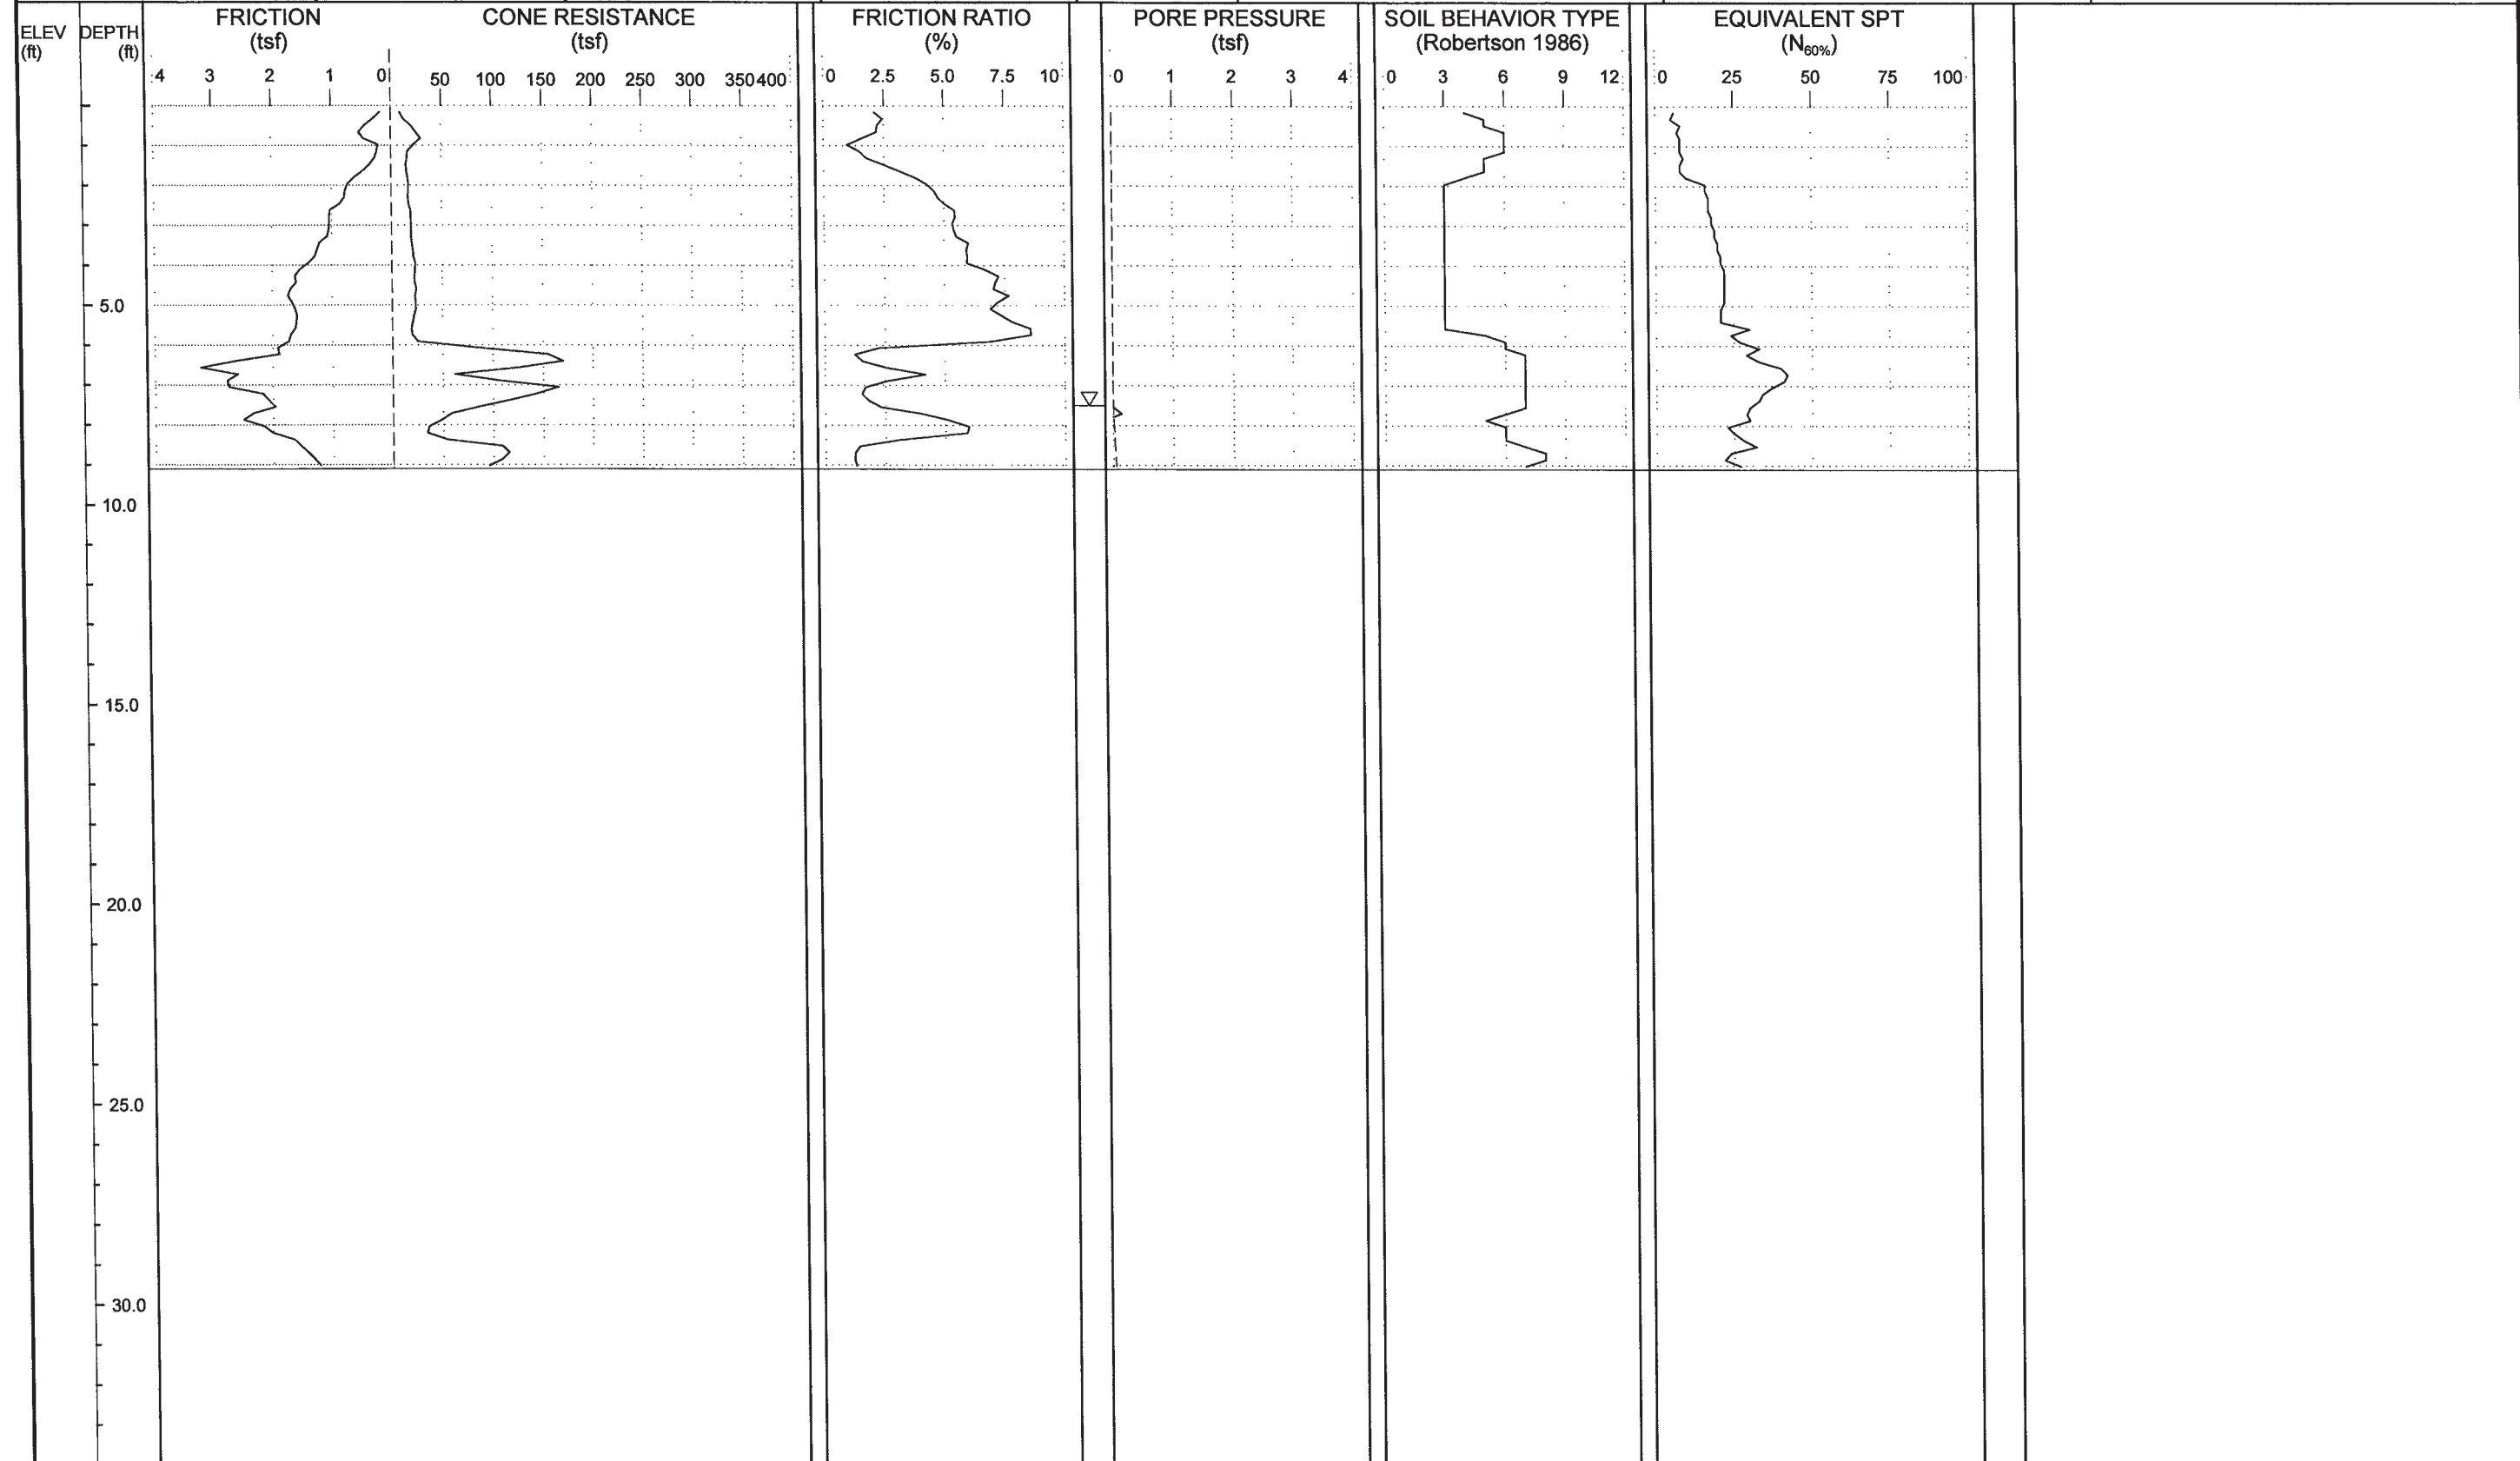 FRICTION CONE RESISTANCE FRICTION RATIO PORE PRESSURE SOIL BEHAVIOR TYPE EQUIVALENT SPT
ELEV DEPTH (tsf) (tsf) (%) (tsf) (Robertson 1986) (N60%)
(ft) (ft)
4 3 2 1 0 50 100 150 200 250 300 350 400 0 2.5 5.0 7.5 10 0 1 2 3 4 0 3 6 9 12 0 25 50 75 100
5.0
10.0
15.0
20.0
25.0
30.0